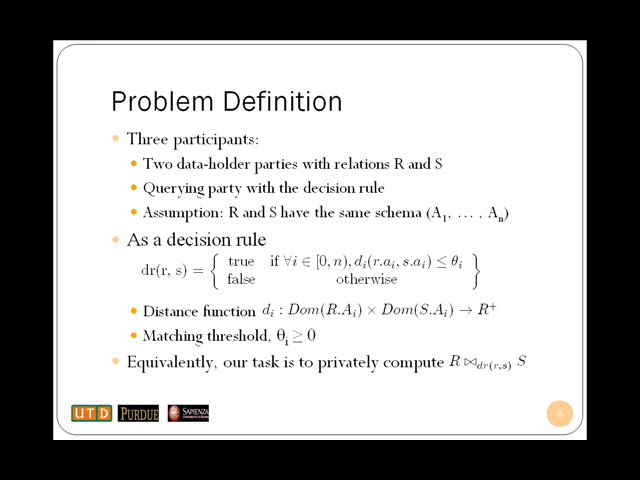 Problem Definition
Three participants:
Two data-holder parties with relations R and S
Querying party with the decision rule
Assumption: R and S have the same schema (A₁, … , Aₙ)
As a decision rule
dr(r, s) = { true if ∀i ∈ [0, n), dᵢ(r.aᵢ, s.aᵢ) ≤ θᵢ
false otherwise }
Distance function dᵢ : Dom(R.Aᵢ) × Dom(S.Aᵢ) → R⁺
Matching threshold, θᵢ ≥ 0
Equivalently, our task is to privately compute R ⋈dr(r,s) S
UTD PURDUE SAPIENZA
4